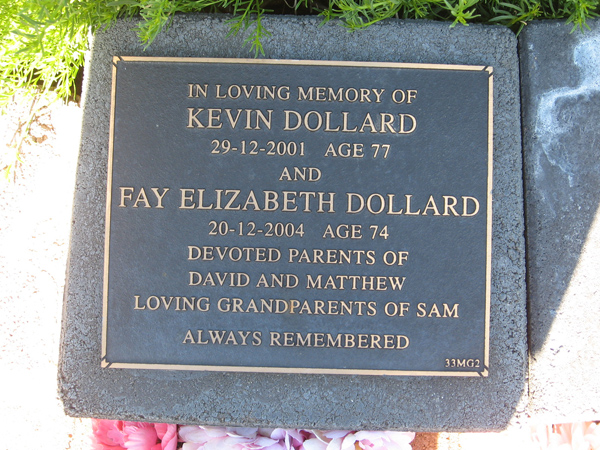 IN LOVING MEMORY OF
KEVIN DOLLARD
29-12-2001 AGE 77
AND
FAY ELIZABETH DOLLARD
20-12-2004 AGE 74
DEVOTED PARENTS OF
DAVID AND MATTHEW
LOVING GRANDPARENTS OF SAM
ALWAYS REMEMBERED
33MG2